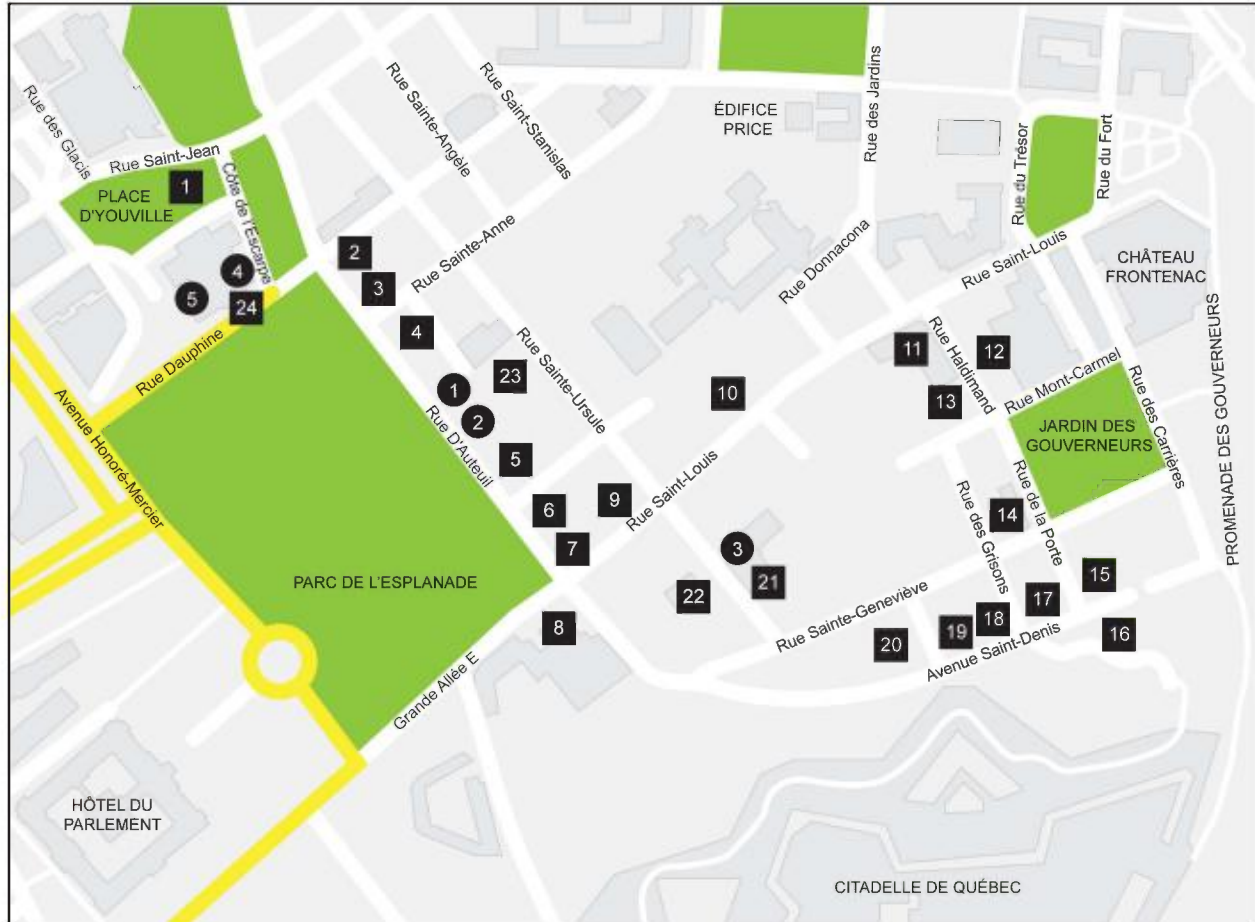 Rue des Glacis
Rue Saint-Jean
PLACE
D'YOUVILLE
1
Côte de l'Escarpe
Rue Sainte-Angèle
Rue Saint-Stanislas
ÉDIFICE
PRICE
Rue des Jardins
Rue du Trésor
Rue du Fort
2
3
Rue Sainte-Anne
4
5
24
4
Rue Dauphine
Rue Donnacona
Rue Saint-Louis
CHÂTEAU
FRONTENAC
PROMENADE DES GOUVERNEURS
23
1
2
5
Rue D'Auteuil
Rue Sainte-Ursule
10
11
12
13
Rue Haldimand
Rue Mont-Carmel
Rue des Carrières
JARDIN DES
GOUVERNEURS
Avenue Honoré-Mercier
6
9
7
Rue Saint-Louis
3
21
22
8
PARC DE L'ESPLANADE
Rue des Grisons
14
Rue de la Porte
15
16
17
18
19
20
Rue Sainte-Geneviève
Avenue Saint-Denis
Grande Allée E
HÔTEL DU
PARLEMENT
CITADELLE DE QUÉBEC